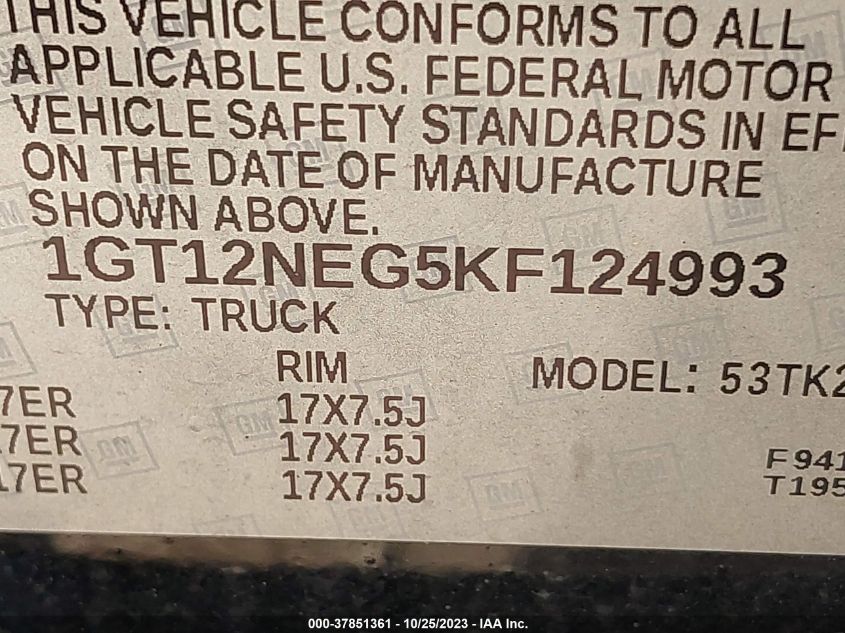 THIS VEHICLE CONFORMS TO ALL
APPLICABLE U.S. FEDERAL MOTOR
VEHICLE SAFETY STANDARDS IN EF
ON THE DATE OF MANUFACTURE
SHOWN ABOVE.
1GT12NEG5KF124993
TYPE: TRUCK
RIM MODEL: 53TK2
7ER 17X7.5J
17ER 17X7.5J F941
17ER 17X7.5J T195
000-37851361 - 10/25/2023 - IAA Inc.